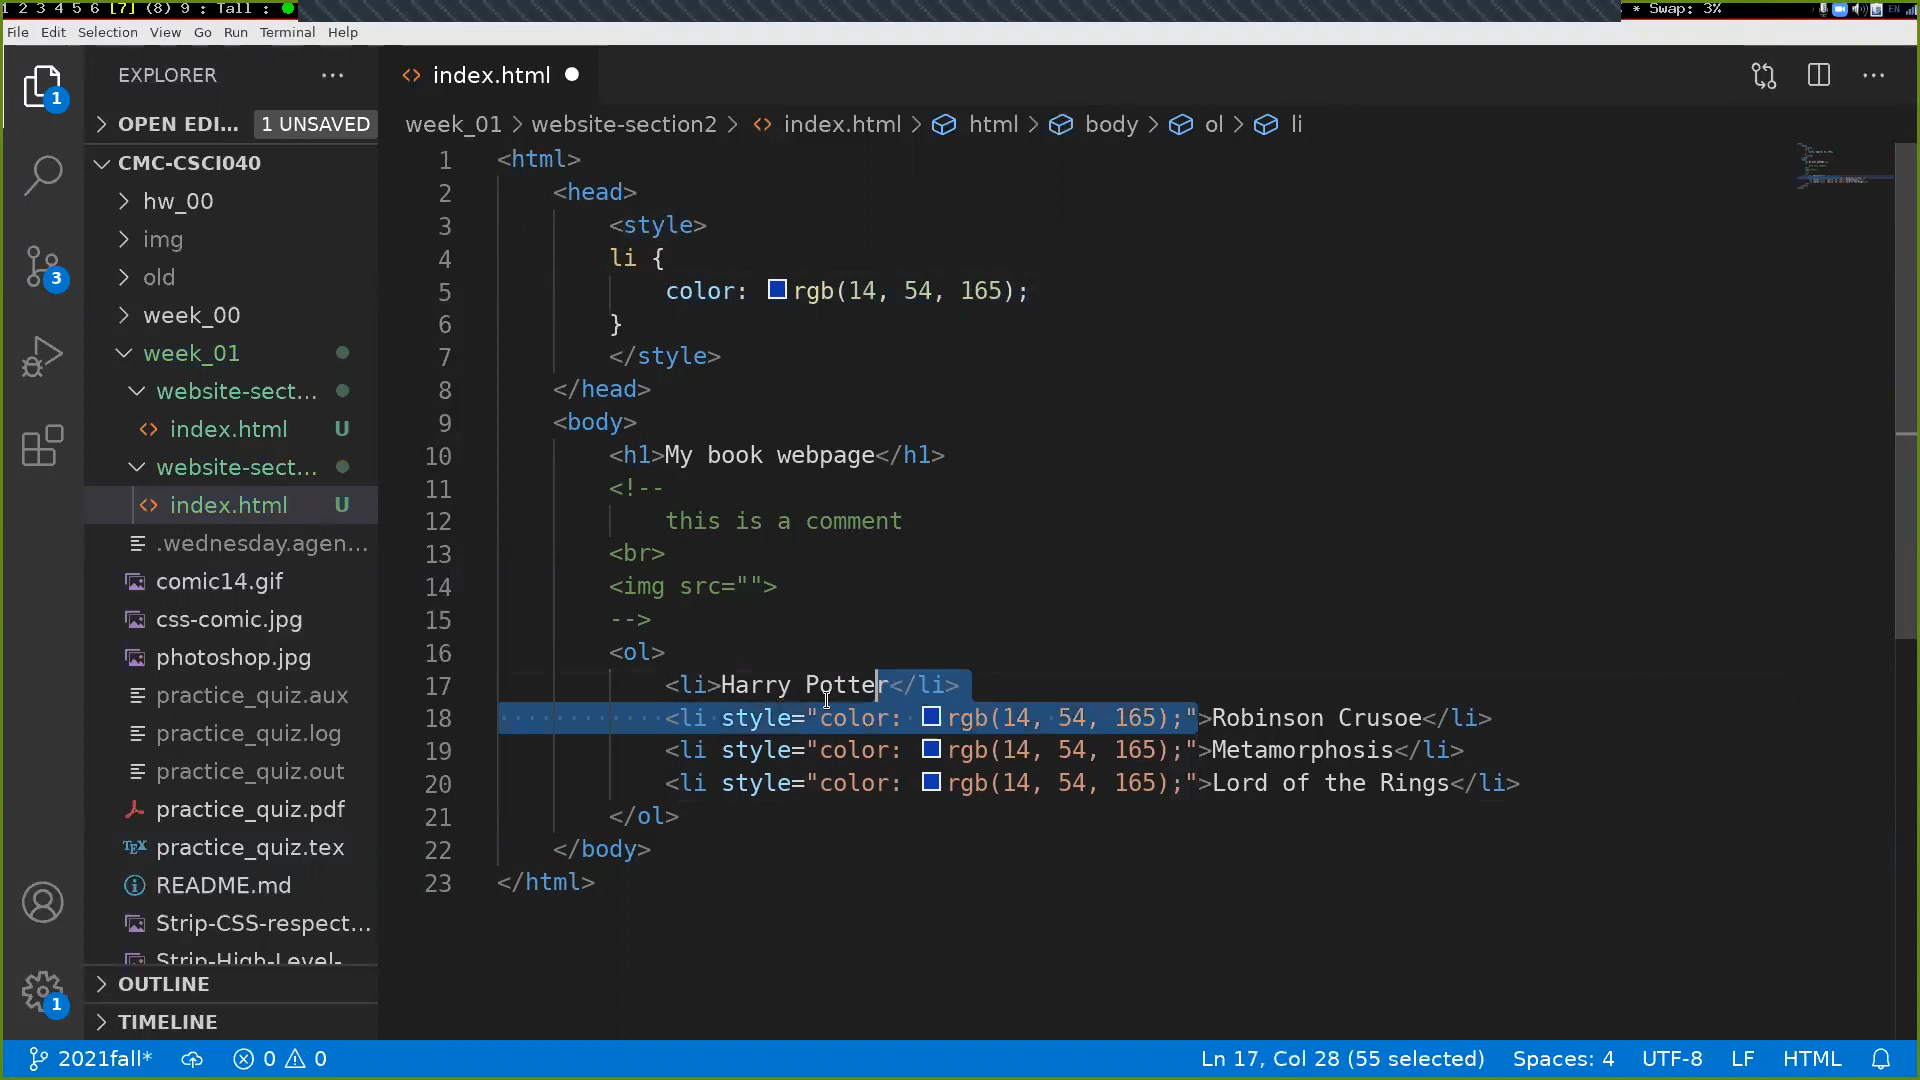 1 2 3 4 5 6 [7] (8) 9 : Tall :
* Swap: 3%
EN
File Edit Selection View Go Run Terminal Help
EXPLORER
index.html
OPEN EDI... 1 UNSAVED
week_01 > website-section2 > index.html > html > body > ol > li
CMC-CSCI040
hw_00
img
old
week_00
week_01
website-sect...
index.html U
website-sect...
index.html U
.wednesday.agen...
comic14.gif
css-comic.jpg
photoshop.jpg
practice_quiz.aux
practice_quiz.log
practice_quiz.out
practice_quiz.pdf
TEX practice_quiz.tex
README.md
Strip-CSS-respect...
Strip-High-Level-
OUTLINE
TIMELINE
1
3
1
1 <html>
2 <head>
3 <style>
4 li {
5 color: rgb(14, 54, 165);
6 }
7 </style>
8 </head>
9 <body>
10 <h1>My book webpage</h1>
11 <!--
12 this is a comment
13 <br>
14 <img src="">
15 -->
16 <ol>
17 <li>Harry Potter</li>
18 <li style="color: rgb(14, 54, 165);">Robinson Crusoe</li>
19 <li style="color: rgb(14, 54, 165);">Metamorphosis</li>
20 <li style="color: rgb(14, 54, 165);">Lord of the Rings</li>
21 </ol>
22 </body>
23 </html>
2021fall* 0 0 Ln 17, Col 28 (55 selected) Spaces: 4 UTF-8 LF HTML